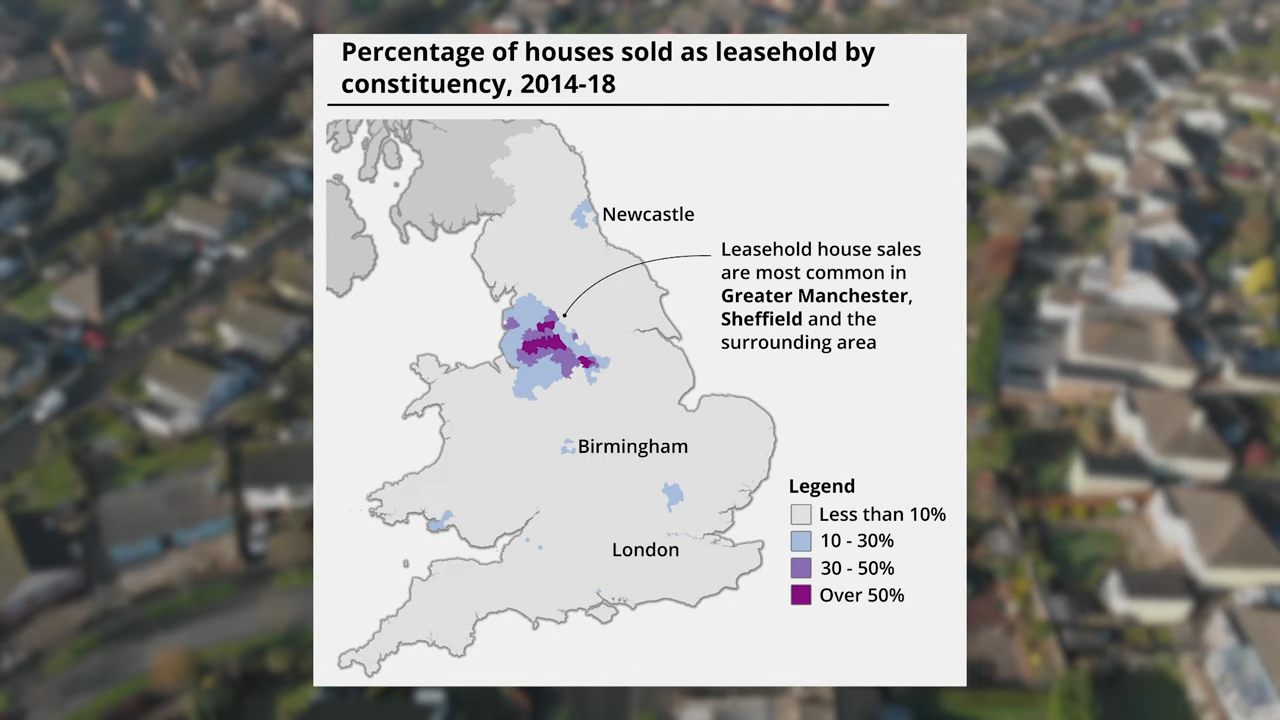 Percentage of houses sold as leasehold by
constituency, 2014-18
Newcastle
Leasehold house sales
are most common in
Greater Manchester,
Sheffield and the
surrounding area
Birmingham
London
Legend
Less than 10%
10 - 30%
30 - 50%
Over 50%